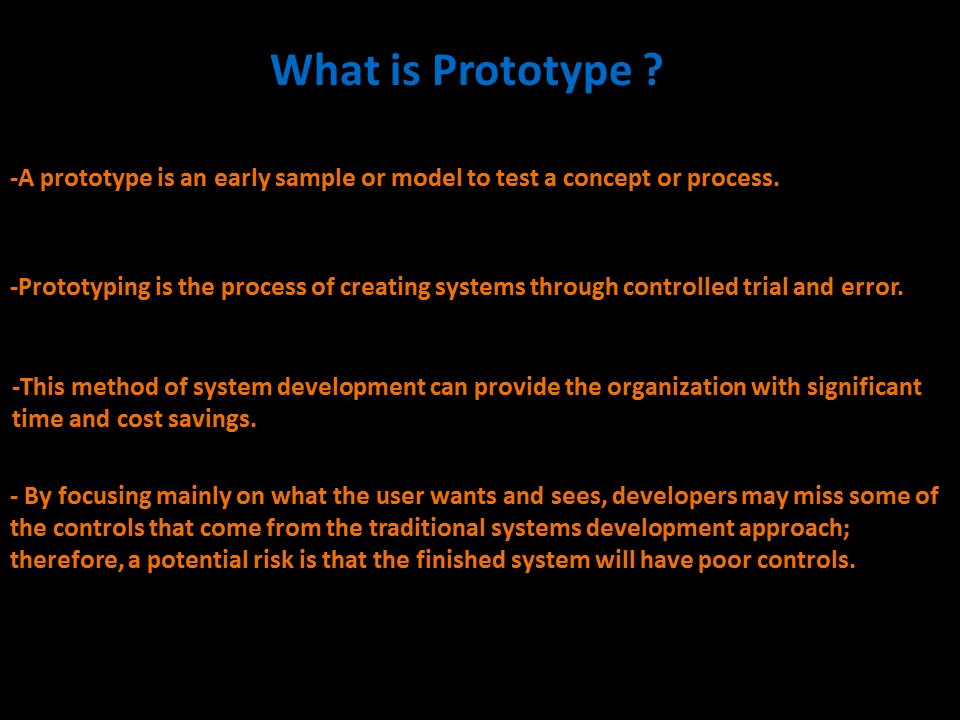 What is Prototype ?
-A prototype is an early sample or model to test a concept or process.
-Prototyping is the process of creating systems through controlled trial and error.
-This method of system development can provide the organization with significant
time and cost savings.
- By focusing mainly on what the user wants and sees, developers may miss some of
the controls that come from the traditional systems development approach;
therefore, a potential risk is that the finished system will have poor controls.